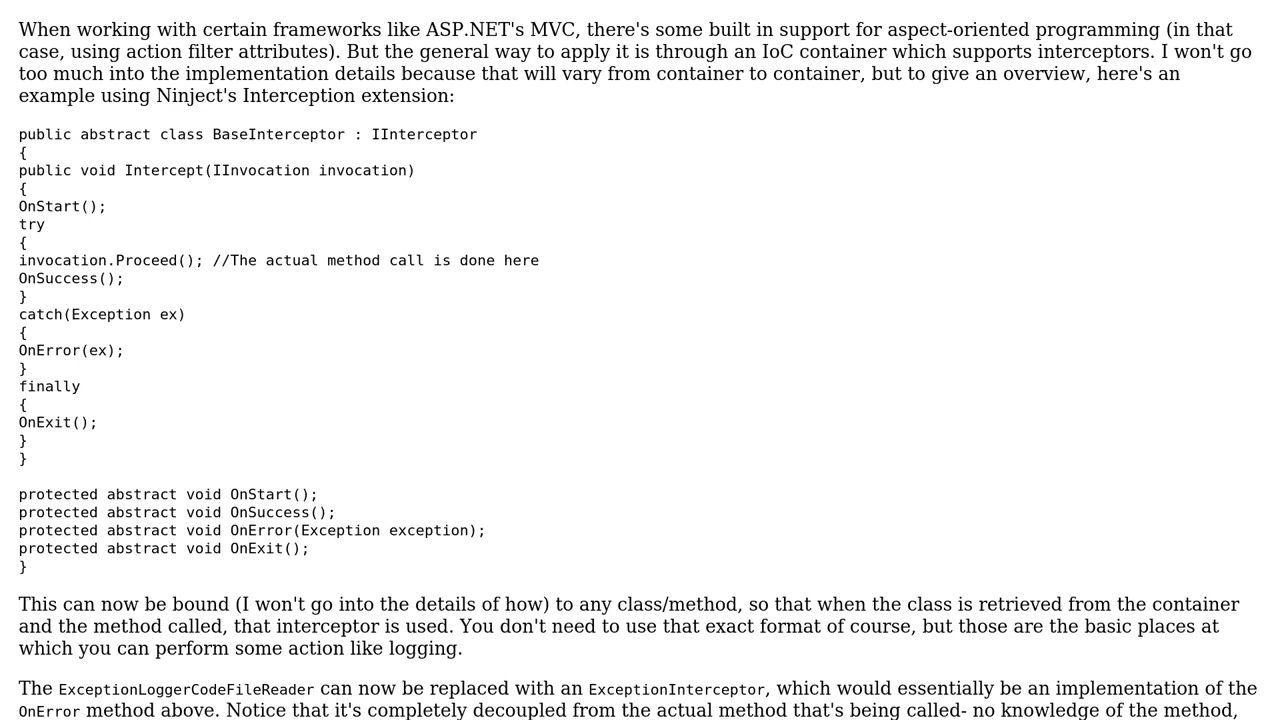 When working with certain frameworks like ASP.NET's MVC, there's some built in support for aspect-oriented programming (in that
case, using action filter attributes). But the general way to apply it is through an IoC container which supports interceptors. I won't go
too much into the implementation details because that will vary from container to container, but to give an overview, here's an
example using Ninject's Interception extension:
public abstract class BaseInterceptor : IInterceptor
{
public void Intercept(IInvocation invocation)
{
OnStart();
try
{
invocation.Proceed(); //The actual method call is done here
OnSuccess();
}
catch(Exception ex)
{
OnError(ex);
}
finally
{
OnExit();
}
}
protected abstract void OnStart();
protected abstract void OnSuccess();
protected abstract void OnError(Exception exception);
protected abstract void OnExit();
}
This can now be bound (I won't go into the details of how) to any class/method, so that when the class is retrieved from the container
and the method called, that interceptor is used. You don't need to use that exact format of course, but those are the basic places at
which you can perform some action like logging.
The ExceptionLoggerCodeFileReader can now be replaced with an ExceptionInterceptor, which would essentially be an implementation of the
OnError method above. Notice that it's completely decoupled from the actual method that's being called- no knowledge of the method,